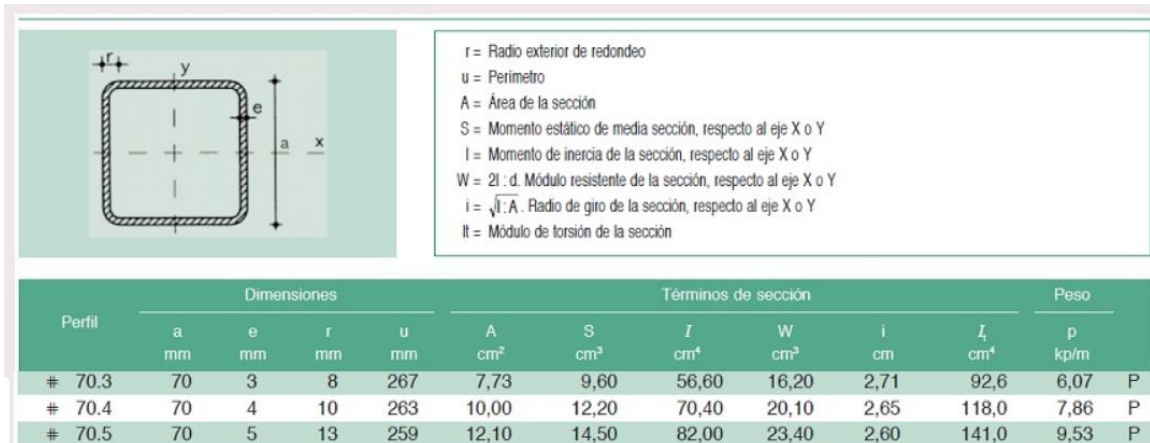 r
y
e
a
x
r = Radio exterior de redondeo
u = Perímetro
A = Área de la sección
S = Momento estático de media sección, respecto al eje X o Y
I = Momento de inercia de la sección, respecto al eje X o Y
W = 2I : d. Módulo resistente de la sección, respecto al eje X o Y
i = √I : A . Radio de giro de la sección, respecto al eje X o Y
It = Módulo de torsión de la sección
Dimensiones Términos de sección Peso
Perfil a e r u A S I W i It p
mm mm mm mm cm² cm³ cm⁴ cm³ cm cm⁴ kp/m
# 70.3 70 3 8 267 7,73 9,60 56,60 16,20 2,71 92,6 6,07 P
# 70.4 70 4 10 263 10,00 12,20 70,40 20,10 2,65 118,0 7,86 P
# 70.5 70 5 13 259 12,10 14,50 82,00 23,40 2,60 141,0 9,53 P